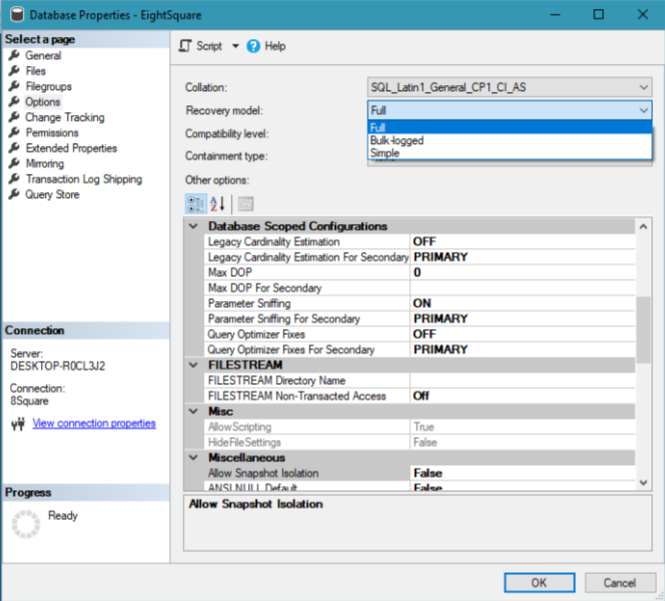 Database Properties - EightSquare
Select a page
General
Files
Filegroups
Options
Change Tracking
Permissions
Extended Properties
Mirroring
Transaction Log Shipping
Query Store
Connection
Server:
DESKTOP-R0CL3J2
Connection:
8Square
View connection properties
Progress
Ready
Script Help
Collation: SQL_Latin1_General_CP1_CI_AS
Recovery model: Full
Full
Compatibility level: Bulk-logged
Containment type: Simple
Other options:
Database Scoped Configurations
Legacy Cardinality Estimation OFF
Legacy Cardinality Estimation For Secondary PRIMARY
Max DOP 0
Max DOP For Secondary
Parameter Sniffing ON
Parameter Sniffing For Secondary PRIMARY
Query Optimizer Fixes OFF
Query Optimizer Fixes For Secondary PRIMARY
FILESTREAM
FILESTREAM Directory Name
FILESTREAM Non-Transacted Access Off
Misc
AllowScripting True
HideFileSettings False
Miscellaneous
Allow Snapshot Isolation False
ANSI NULL Default False
Allow Snapshot Isolation
OK Cancel